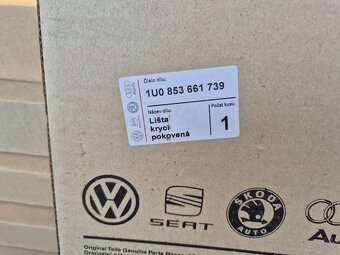 Číslo dílu:
1U0 853 661 739
Název dílu:
Počet kusů:
Lišta
krycí
pokovená
1
SEAT
ŠKODA
AUTO
Original Teile Genuine Parts